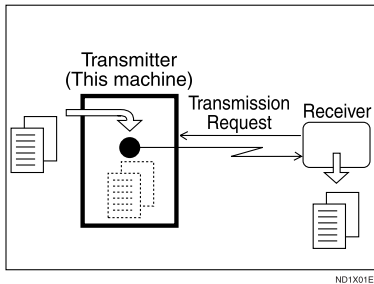 Transmitter
(This machine)
Transmission
Request
Receiver
ND1X01E